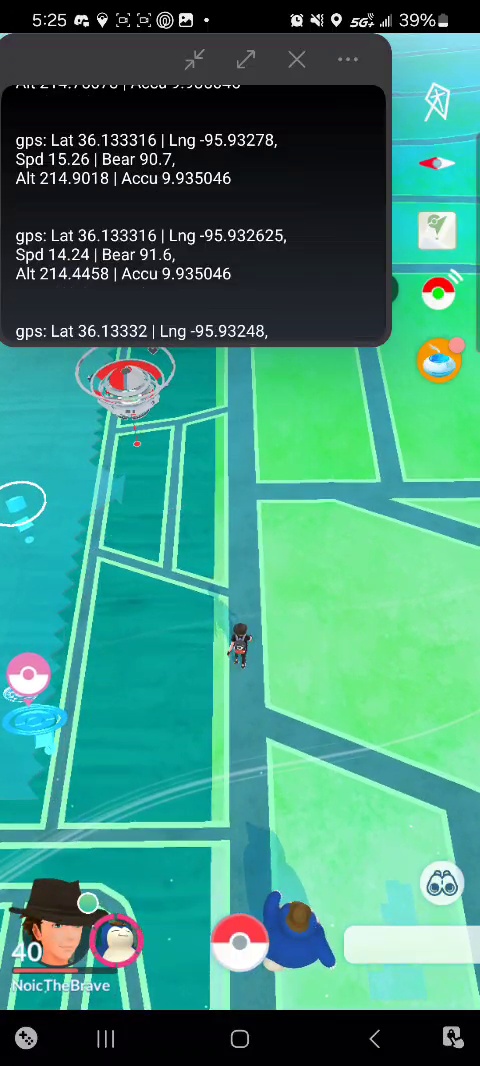 5:25
5G+
39%
gps: Lat 36.133316 | Lng -95.93278,
Spd 15.26 | Bear 90.7,
Alt 214.9018 | Accu 9.935046
gps: Lat 36.133316 | Lng -95.932625,
Spd 14.24 | Bear 91.6,
Alt 214.4458 | Accu 9.935046
gps: Lat 36.13332 | Lng -95.93248,
40
NoicTheBrave